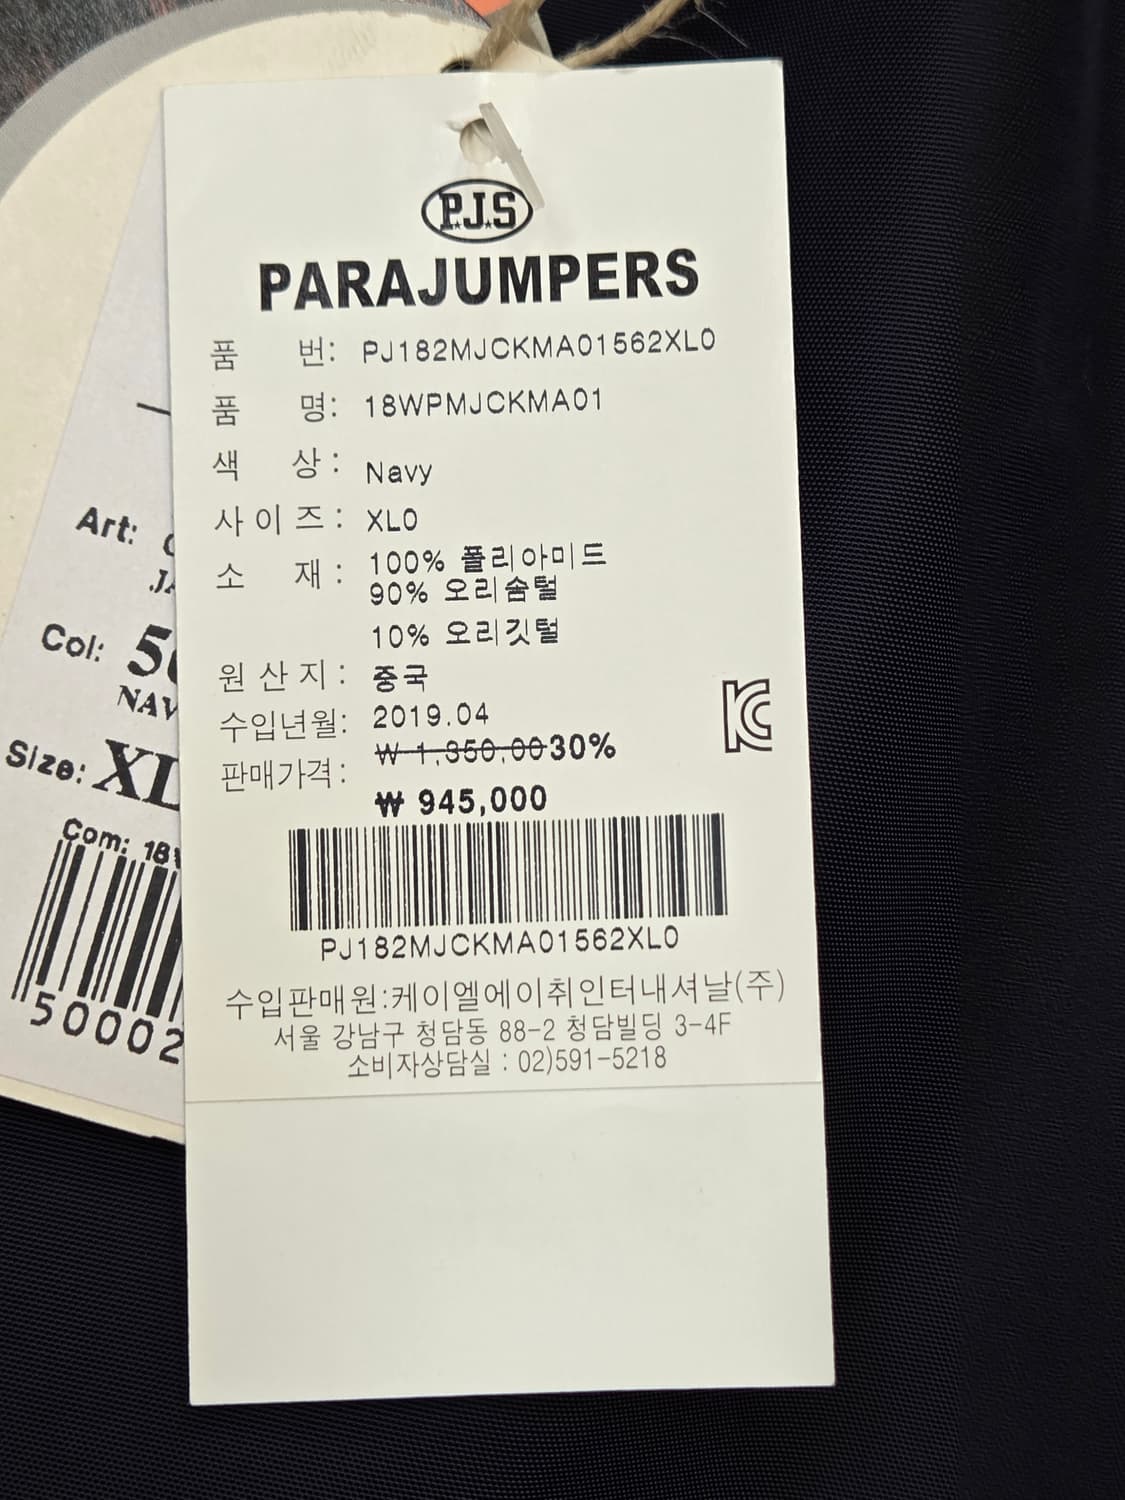 P.J.S
PARAJUMPERS
품 번: PJ182MJCKMA01562XL0
품 명: 18WPMJCKMA01
색 상: Navy
사이즈: XL0
소 재: 100% 폴리아미드
90% 오리솜털
10% 오리깃털
원산지: 중국
수입년월: 2019.04
판매가격: ₩ 1,350,00 30%
₩ 945,000
PJ182MJCKMA01562XL0
수입판매원:케이엘에이취인터내셔날(주)
서울 강남구 청담동 88-2 청담빌딩 3-4F
소비자상담실 : 02)591-5218
Art:
Col: 5
NAV
Size: XL
Com: 18
50002